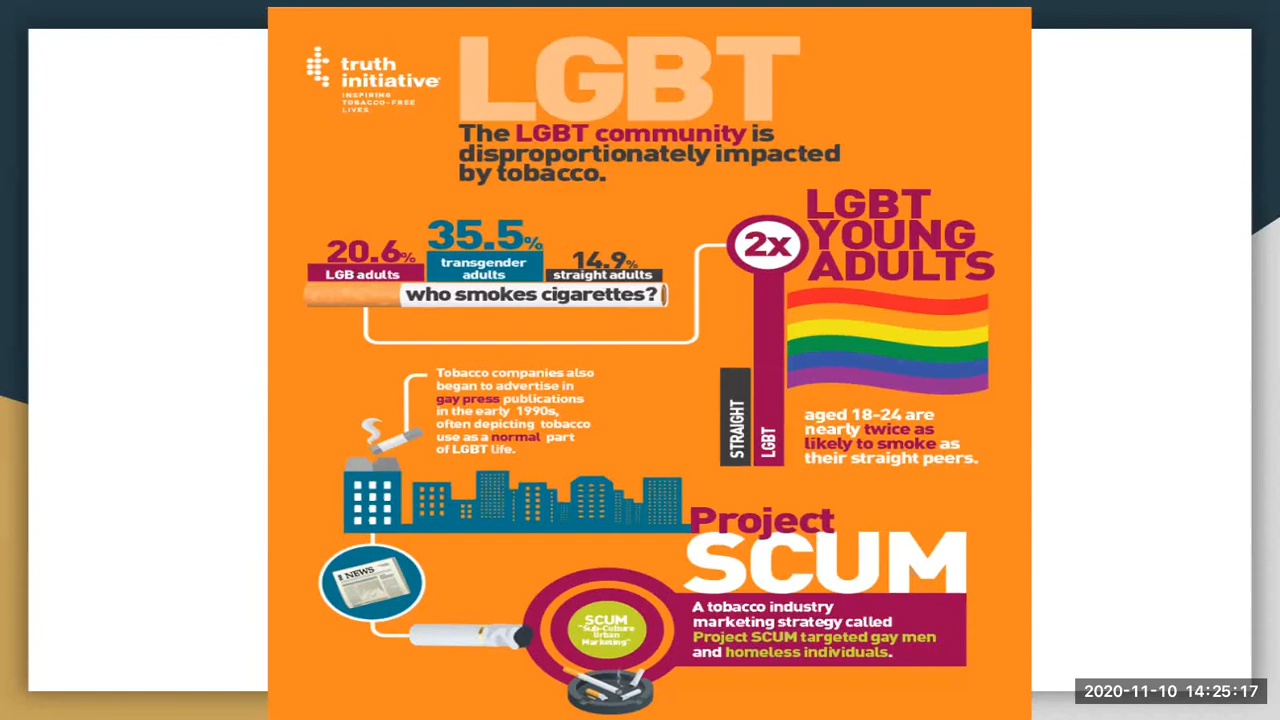 truth
initiative
INSPIRING
TOBACCO-FREE
LIVES
LGBT
The LGBT community is
disproportionately impacted
by tobacco.
20.6%
LGB adults
35.5%
transgender
adults
14.9%
straight adults
who smokes cigarettes?
2x
LGBT
YOUNG
ADULTS
STRAIGHT
LGBT
aged 18-24 are
nearly twice as
likely to smoke as
their straight peers.
Tobacco companies also
began to advertise in
gay press publications
in the early 1990s,
often depicting tobacco
use as a normal part
of LGBT life.
NEWS
Project
SCUM
SCUM
"Sub-Culture
Urban
Marketing"
A tobacco industry
marketing strategy called
Project SCUM targeted gay men
and homeless individuals.
2020-11-10 14:25:17